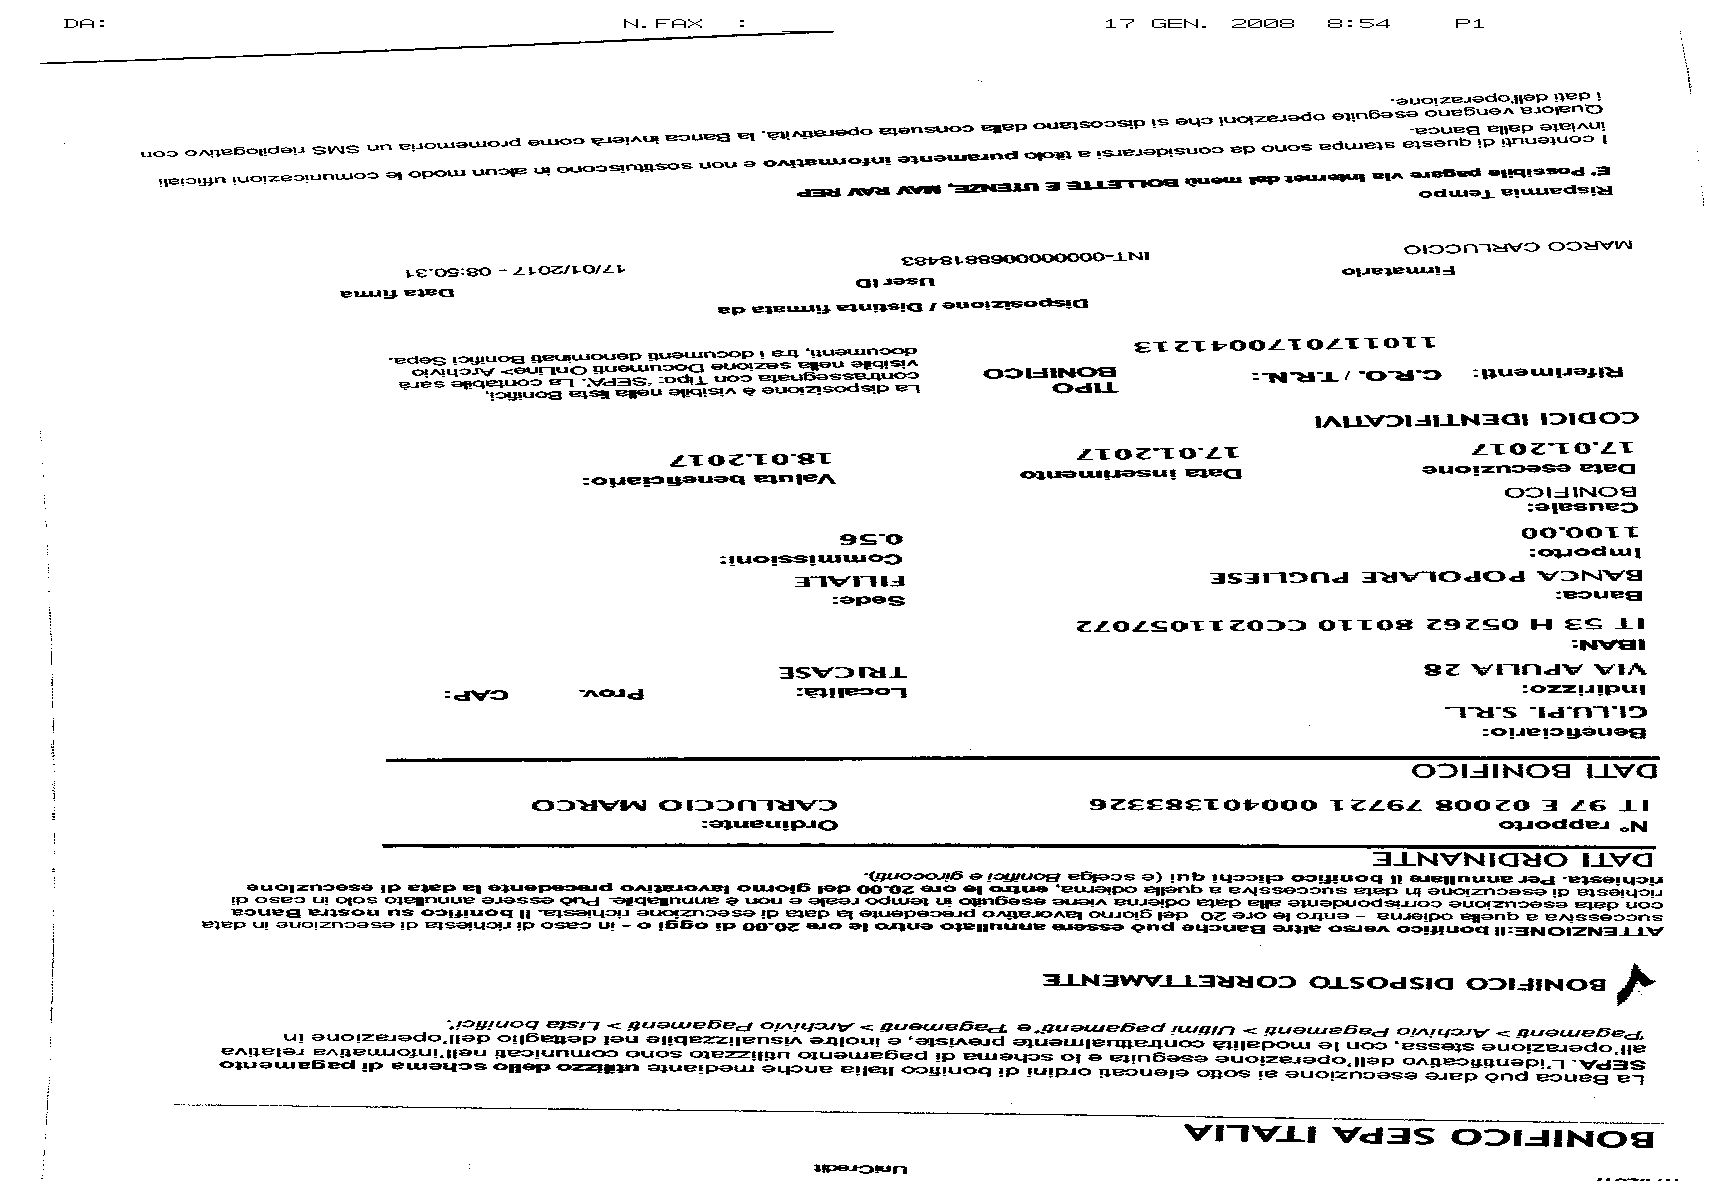 DA: N.FAX : 17 GEN. 2008 8:54 P1
UniCredit
BONIFICO SEPA ITALIA
La Banca può dare esecuzione ai sotto elencati ordini di bonifico Italia anche mediante utilizzo dello schema di pagamento
SEPA. L'identificativo dell'operazione eseguita e lo schema di pagamento utilizzato sono comunicati nell'informativa relativa
all'operazione stessa, con le modalità contrattualmente previste, e inoltre visualizzabile nel dettaglio dell'operazione in
'Pagamenti > Archivio Pagamenti > Ultimi pagamenti' e 'Pagamenti > Archivio Pagamenti > Lista bonifici'.
BONIFICO DISPOSTO CORRETTAMENTE
ATTENZIONE:Il bonifico verso altre Banche può essere annullato entro le ore 20.00 di oggi o - in caso di richiesta di esecuzione in data
successiva a quella odierna - entro le ore 20 del giorno lavorativo precedente la data di esecuzione richiesta. Il bonifico su nostra Banca
con data esecuzione corrispondente alla data odierna viene eseguito in tempo reale e non è annullabile. Può essere annullato solo in caso di
richiesta di esecuzione in data successiva a quella odierna, entro le ore 20.00 del giorno lavorativo precedente la data di esecuzione
richiesta. Per annullare il bonifico clicchi qui (e scelga Bonifici e giroconti).
DATI ORDINANTE
N° rapporto Ordinante:
IT 97 E 02008 79721 000401383326 CARLUCCIO MARCO
DATI BONIFICO
Beneficiario:
GI.LU.PI. S.R.L.
Indirizzo: Località: Prov. CAP:
VIA APULIA 28 TRICASE
IBAN:
IT 53 H 05262 80110 CC0211057072
Banca: Sede:
BANCA POPOLARE PUGLIESE FILIALE
Importo: Commissioni:
1100.00 0.56
Causale:
BONIFICO
Data esecuzione Data inserimento Valuta beneficiario:
17.01.2017 17.01.2017 18.01.2017
CODICI IDENTIFICATIVI
Riferimenti: C.R.O. / T.R.N.: TIPO BONIFICO La disposizione è visibile nella lista Bonifici,
1101170170041213 contrassegnata con Tipo: 'SEPA'. La contabile sarà
visibile nella sezione Documenti OnLine> Archivio
documenti, tra i documenti denominati Bonifici Sepa.
Disposizione / Distinta firmata da
Firmatario User ID Data firma
MARCO CARLUCCIO INT-0000000068818483 17/01/2017 - 08:50.31
Risparmia Tempo
E' Possibile pagare via Internet dal menù BOLLETTE E UTENZE, MAV RAV REP
I contenuti di questa stampa sono da considerarsi a titolo puramente informativo e non sostituiscono in alcun modo le comunicazioni ufficiali
inviate dalla Banca.
Qualora vengano eseguite operazioni che si discostano dalla consueta operatività, la Banca invierà come promemoria un SMS riepilogativo con
i dati dell'operazione.